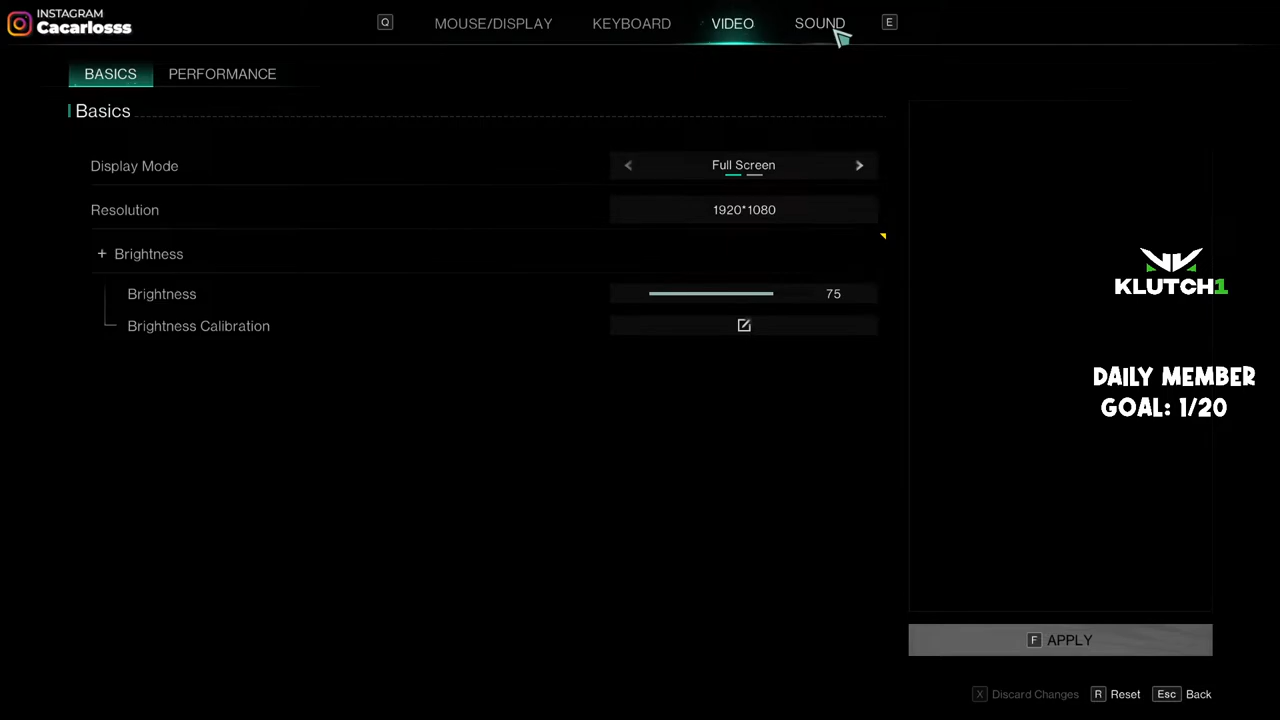 INSTAGRAM
Cacarlosss
Q MOUSE/DISPLAY KEYBOARD VIDEO SOUND E
BASICS PERFORMANCE
Basics
Display Mode < Full Screen >
Resolution 1920*1080
+ Brightness
Brightness 75
Brightness Calibration
KLUTCH1
DAILY MEMBER
GOAL: 1/20
F APPLY
X Discard Changes R Reset Esc Back